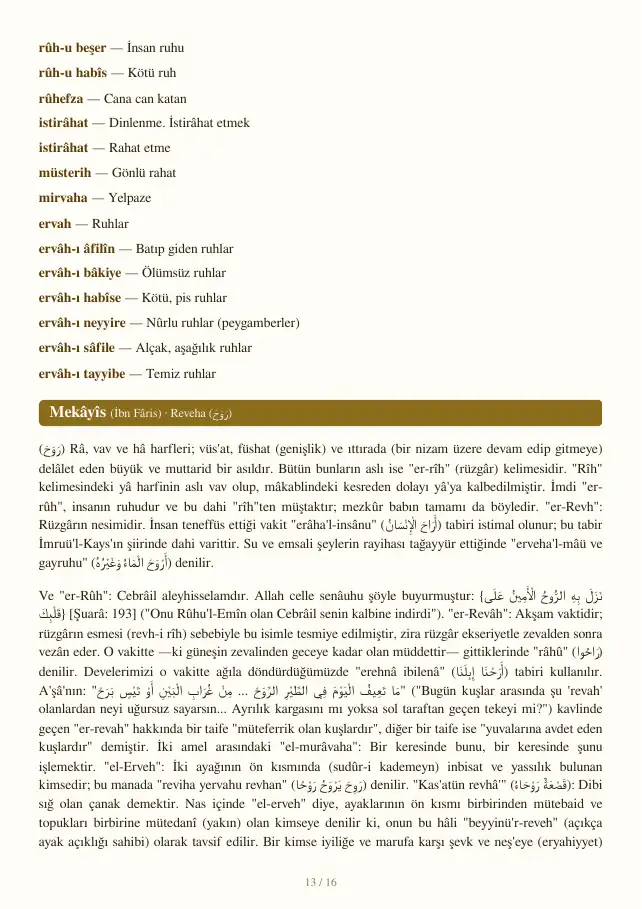 rûh-u beşer — İnsan ruhu
rûh-u habîs — Kötü ruh
rûhefza — Cana can katan
istirâhat — Dinlenme. İstirâhat etmek
istirâhat — Rahat etme
müsterih — Gönlü rahat
mirvaha — Yelpaze
ervah — Ruhlar
ervâh-ı âfilîn — Batıp giden ruhlar
ervâh-ı bâkiye — Ölümsüz ruhlar
ervâh-ı habîse — Kötü, pis ruhlar
ervâh-ı neyyire — Nûrlu ruhlar (peygamberler)
ervâh-ı sâfile — Alçak, aşağılık ruhlar
ervâh-ı tayyibe — Temiz ruhlar
Mekâyîs (İbn Fâris) · Reveha (رَوَحَ)
(رَوَحَ) Râ, vav ve hâ harfleri; vüs'at, füshat (genişlik) ve ıttırada (bir nizam üzere devam edip gitmeye)
delâlet eden büyük ve muttarid bir asıldır. Bütün bunların aslı ise "er-rîh" (rüzgâr) kelimesidir. "Rîh"
kelimesindeki yâ harfinin aslı vav olup, mâkablindeki kesreden dolayı yâ'ya kalbedilmiştir. İmdi "er-
rûh", insanın ruhudur ve bu dahi "rîh"ten müştaktır; mezkûr babın tamamı da böyledir. "er-Revh":
Rüzgârın nesimidir. İnsan teneffüs ettiği vakit "erâha'l-insânu" (أَرَاحَ الْإِنْسَانُ) tabiri istimal olunur; bu tabir
İmruü'l-Kays'ın şiirinde dahi varittir. Su ve emsali şeylerin rayihası tağayyür ettiğinde "erveha'l-mâü ve
gayruhu" (أَرْوَحَ الْمَاءُ وَغَيْرُهُ) denilir.
Ve "er-Rûh": Cebrâil aleyhisselamdır. Allah celle senâuhu şöyle buyurmuştur: {نَزَلَ بِهِ الرُّوحُ الْأَمِينُ عَلَى
قَلْبِكَ} [Şuarâ: 193] ("Onu Rûhu'l-Emîn olan Cebrâil senin kalbine indirdi"). "er-Revâh": Akşam vaktidir;
rüzgârın esmesi (revh-i rîh) sebebiyle bu isimle tesmiye edilmiştir, zira rüzgâr ekseriyetle zevalden sonra
vezân eder. O vakitte —ki güneşin zevalinden geceye kadar olan müddettir— gittiklerinde "râhû" (رَاحُوا)
denilir. Develerimizi o vakitte ağıla döndürdüğümüzde "erehnâ ibilenâ" (أَرَحْنَا إِبِلَنَا) tabiri kullanılır.
A'şâ'nın: "مَا تَعِيفُ الْيَوْمَ فِي الطَّيْرِ الرَّوَحْ ... مِنْ غُرَابِ الْبَيْنِ أَوْ تَيْسٍ بَرَحْ" ("Bugün kuşlar arasında şu 'revah'
olanlardan neyi uğursuz sayarsın... Ayrılık kargasını mı yoksa sol taraftan geçen tekeyi mi?") kavlinde
geçen "er-revah" hakkında bir taife "müteferrik olan kuşlardır", diğer bir taife ise "yuvalarına avdet eden
kuşlardır" demiştir. İki amel arasındaki "el-murâvaha": Bir keresinde bunu, bir keresinde şunu
işlemektir. "el-Erveh": İki ayağının ön kısmında (sudûr-i kademeyn) inbisat ve yassılık bulunan
kimsedir; bu manada "reviha yervahu revhan" (رَوِحَ يَرْوَحُ رَوَحًا) denilir. "Kas'atün revhâ'" (قَصْعَةٌ رَوْحَاءُ): Dibi
sığ olan çanak demektir. Nas içinde "el-erveh" diye, ayaklarının ön kısmı birbirinden mütebaid ve
topukları birbirine mütedanî (yakın) olan kimseye denilir ki, onun bu hâli "beyyinü'r-reveh" (açıkça
ayak açıklığı sahibi) olarak tavsif edilir. Bir kimse iyiliğe ve marufa karşı şevk ve neş'eye (eryahiyyet)
13 / 16